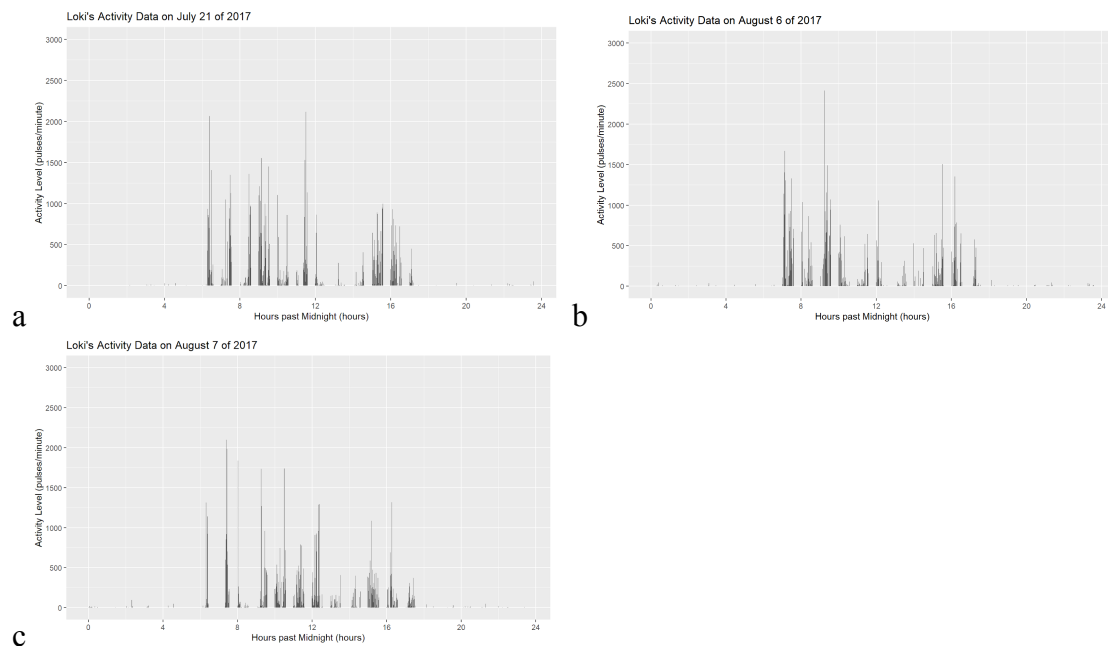 Loki's Activity Data on July 21 of 2017
3000
2500
2000
1500
1000
500
0
Activity Level (pulses/minute)
0 4 8 12 16 20 24
Hours past Midnight (hours)
a
Loki's Activity Data on August 6 of 2017
3000
2500
2000
1500
1000
500
0
Activity Level (pulses/minute)
0 4 8 12 16 20 24
Hours past Midnight (hours)
b
Loki's Activity Data on August 7 of 2017
3000
2500
2000
1500
1000
500
0
Activity Level (pulses/minute)
0 4 8 12 16 20 24
Hours past Midnight (hours)
c